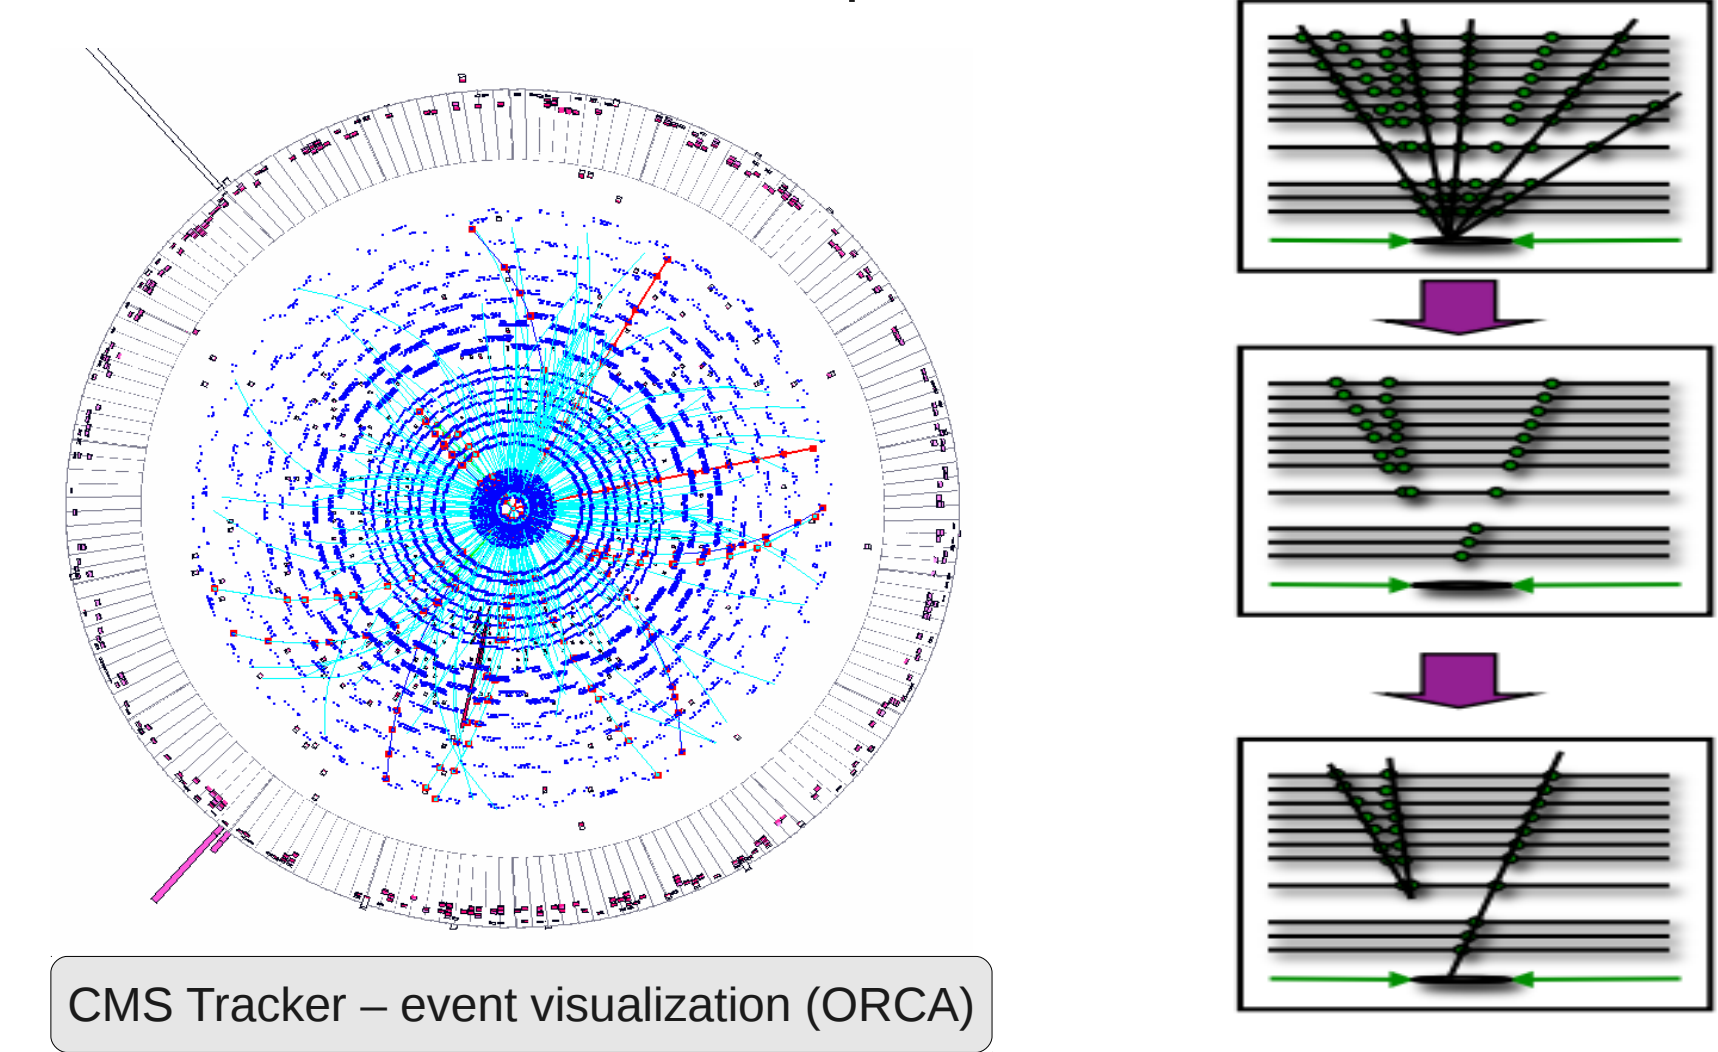 CMS Tracker – event visualization (ORCA)